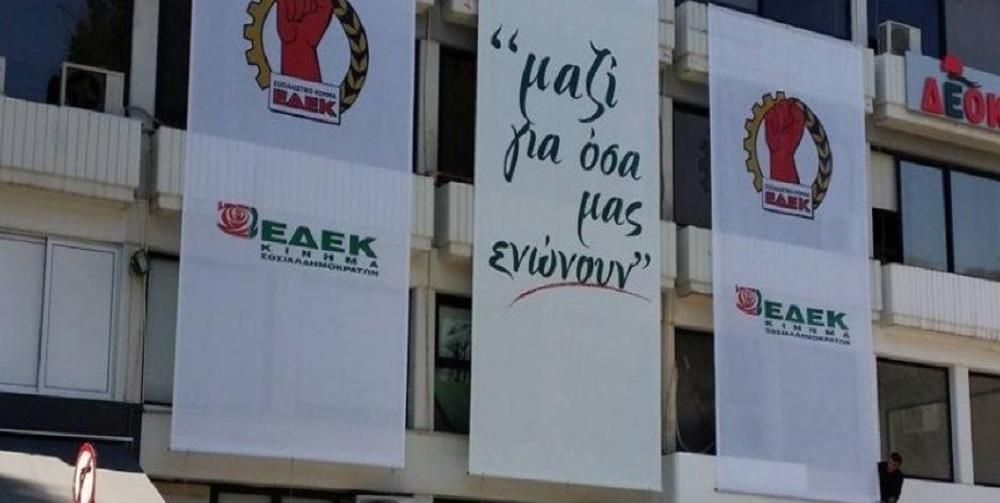 ΣΟΣΙΑΛΙΣΤΙΚΟ ΚΟΜΜΑ
ΕΔΕΚ
ΕΔΕΚ
ΚΙΝΗΜΑ
ΣΟΣΙΑΛΔΗΜΟΚΡΑΤΩΝ
“μαζί
για όσα
μας
ενώνουν”
ΣΟΣΙΑΛΙΣΤΙΚΟ ΚΟΜΜΑ
ΕΔΕΚ
ΕΔΕΚ
ΚΙΝΗΜΑ
ΣΟΣΙΑΛΔΗΜΟΚΡΑΤΩΝ
ΔΕΟΚ